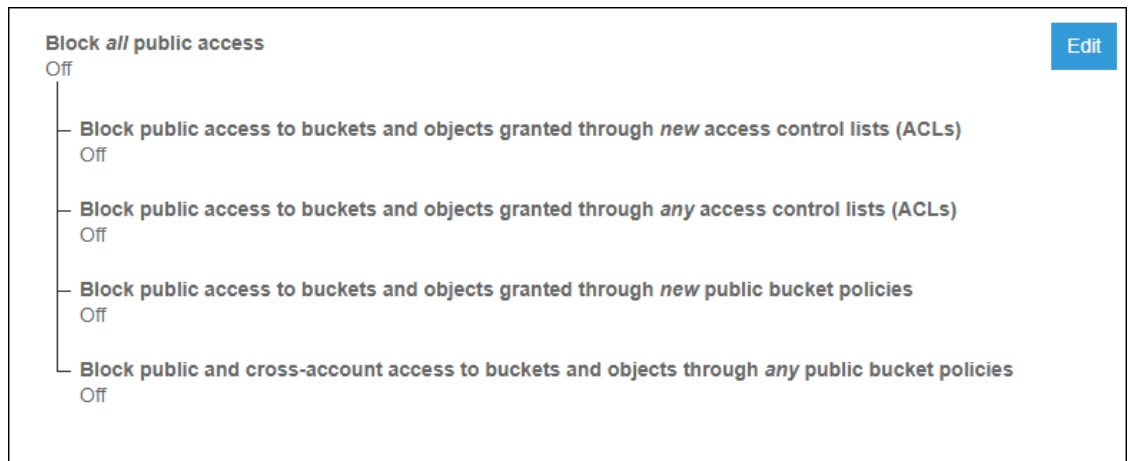 Block all public access
Edit
Off
Block public access to buckets and objects granted through new access control lists (ACLs)
Off
Block public access to buckets and objects granted through any access control lists (ACLs)
Off
Block public access to buckets and objects granted through new public bucket policies
Off
Block public and cross-account access to buckets and objects through any public bucket policies
Off